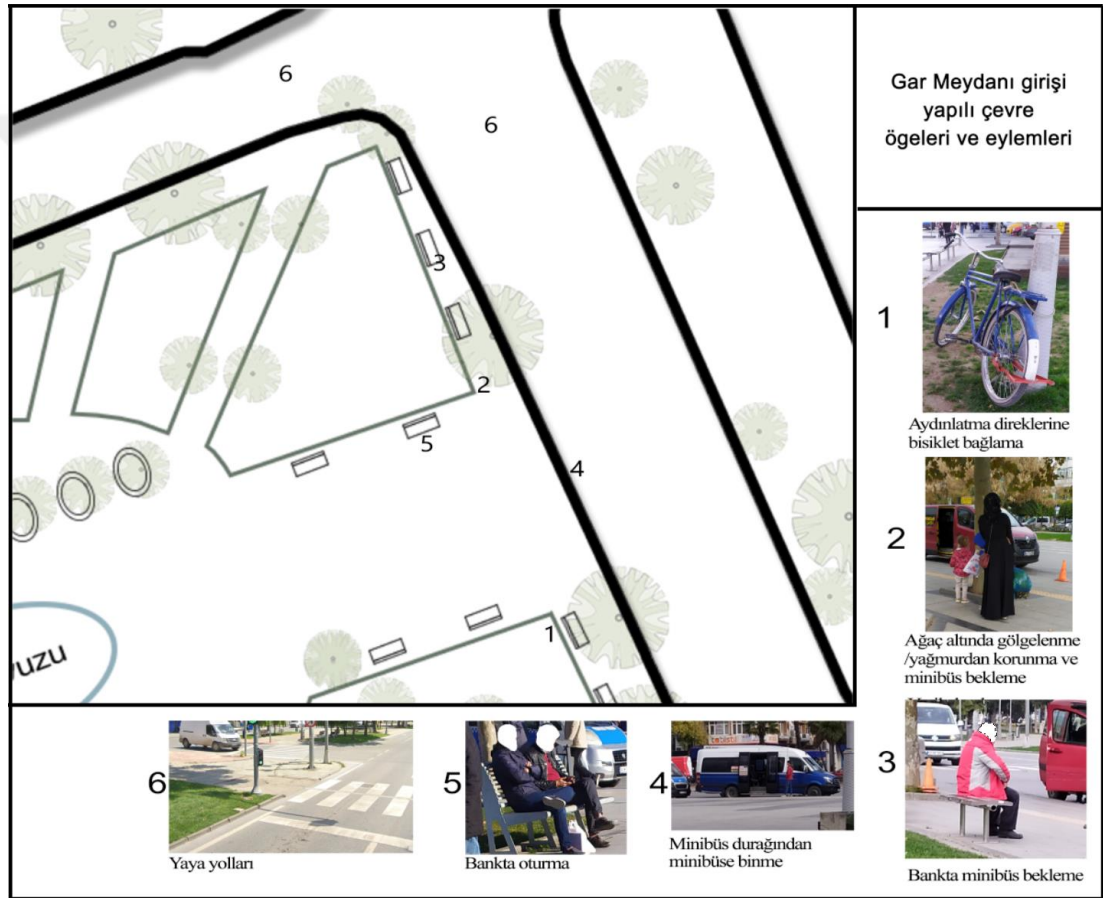 Gar Meydanı girişi
yapılı çevre
ögeleri ve eylemleri
6
6
3
2
5
4
1
vuzu
1
Aydınlatma direklerine
bisiklet bağlama
2
Ağaç altında gölgelenme
/yağmurdan korunma ve
minibüs bekleme
3
Bankta minibüs bekleme
4
Minibüs durağından
minibüse binme
5
Bankta oturma
6
Yaya yolları